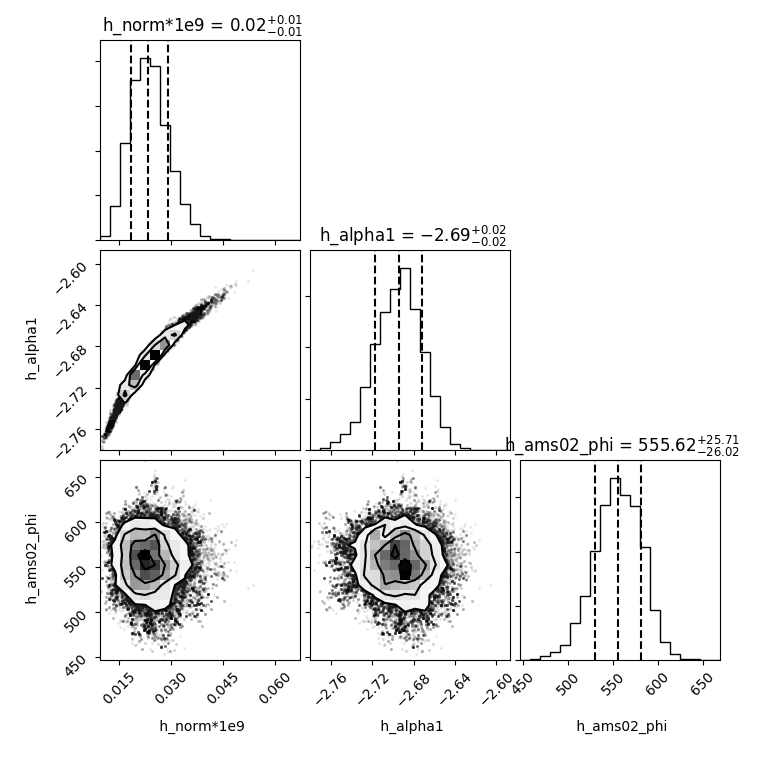 h_norm*1e9 = 0.02+0.01−0.01
h_alpha1 = −2.69+0.02−0.02
h_alpha1
−2.60
−2.64
−2.68
−2.72
−2.76
h_ams02_phi = 555.62+25.71−26.02
h_ams02_phi
650
600
550
500
450
0.015 0.030 0.045 0.060
−2.76 −2.72 −2.68 −2.64 −2.60
450 500 550 600 650
h_norm*1e9 h_alpha1 h_ams02_phi